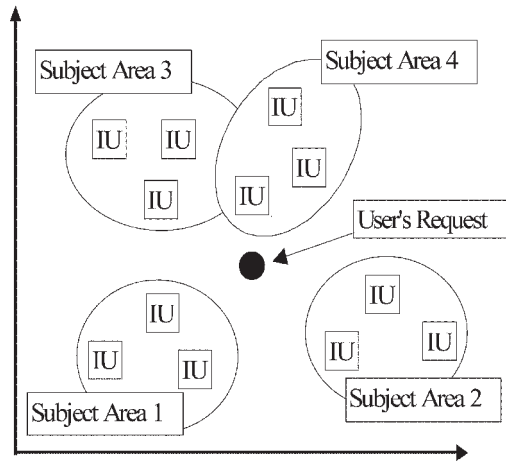 Subject Area 4
Subject Area 3
IU
IU
IU
IU
IU
IU
User's Request
IU
IU
IU
IU
IU
IU
Subject Area 2
Subject Area 1